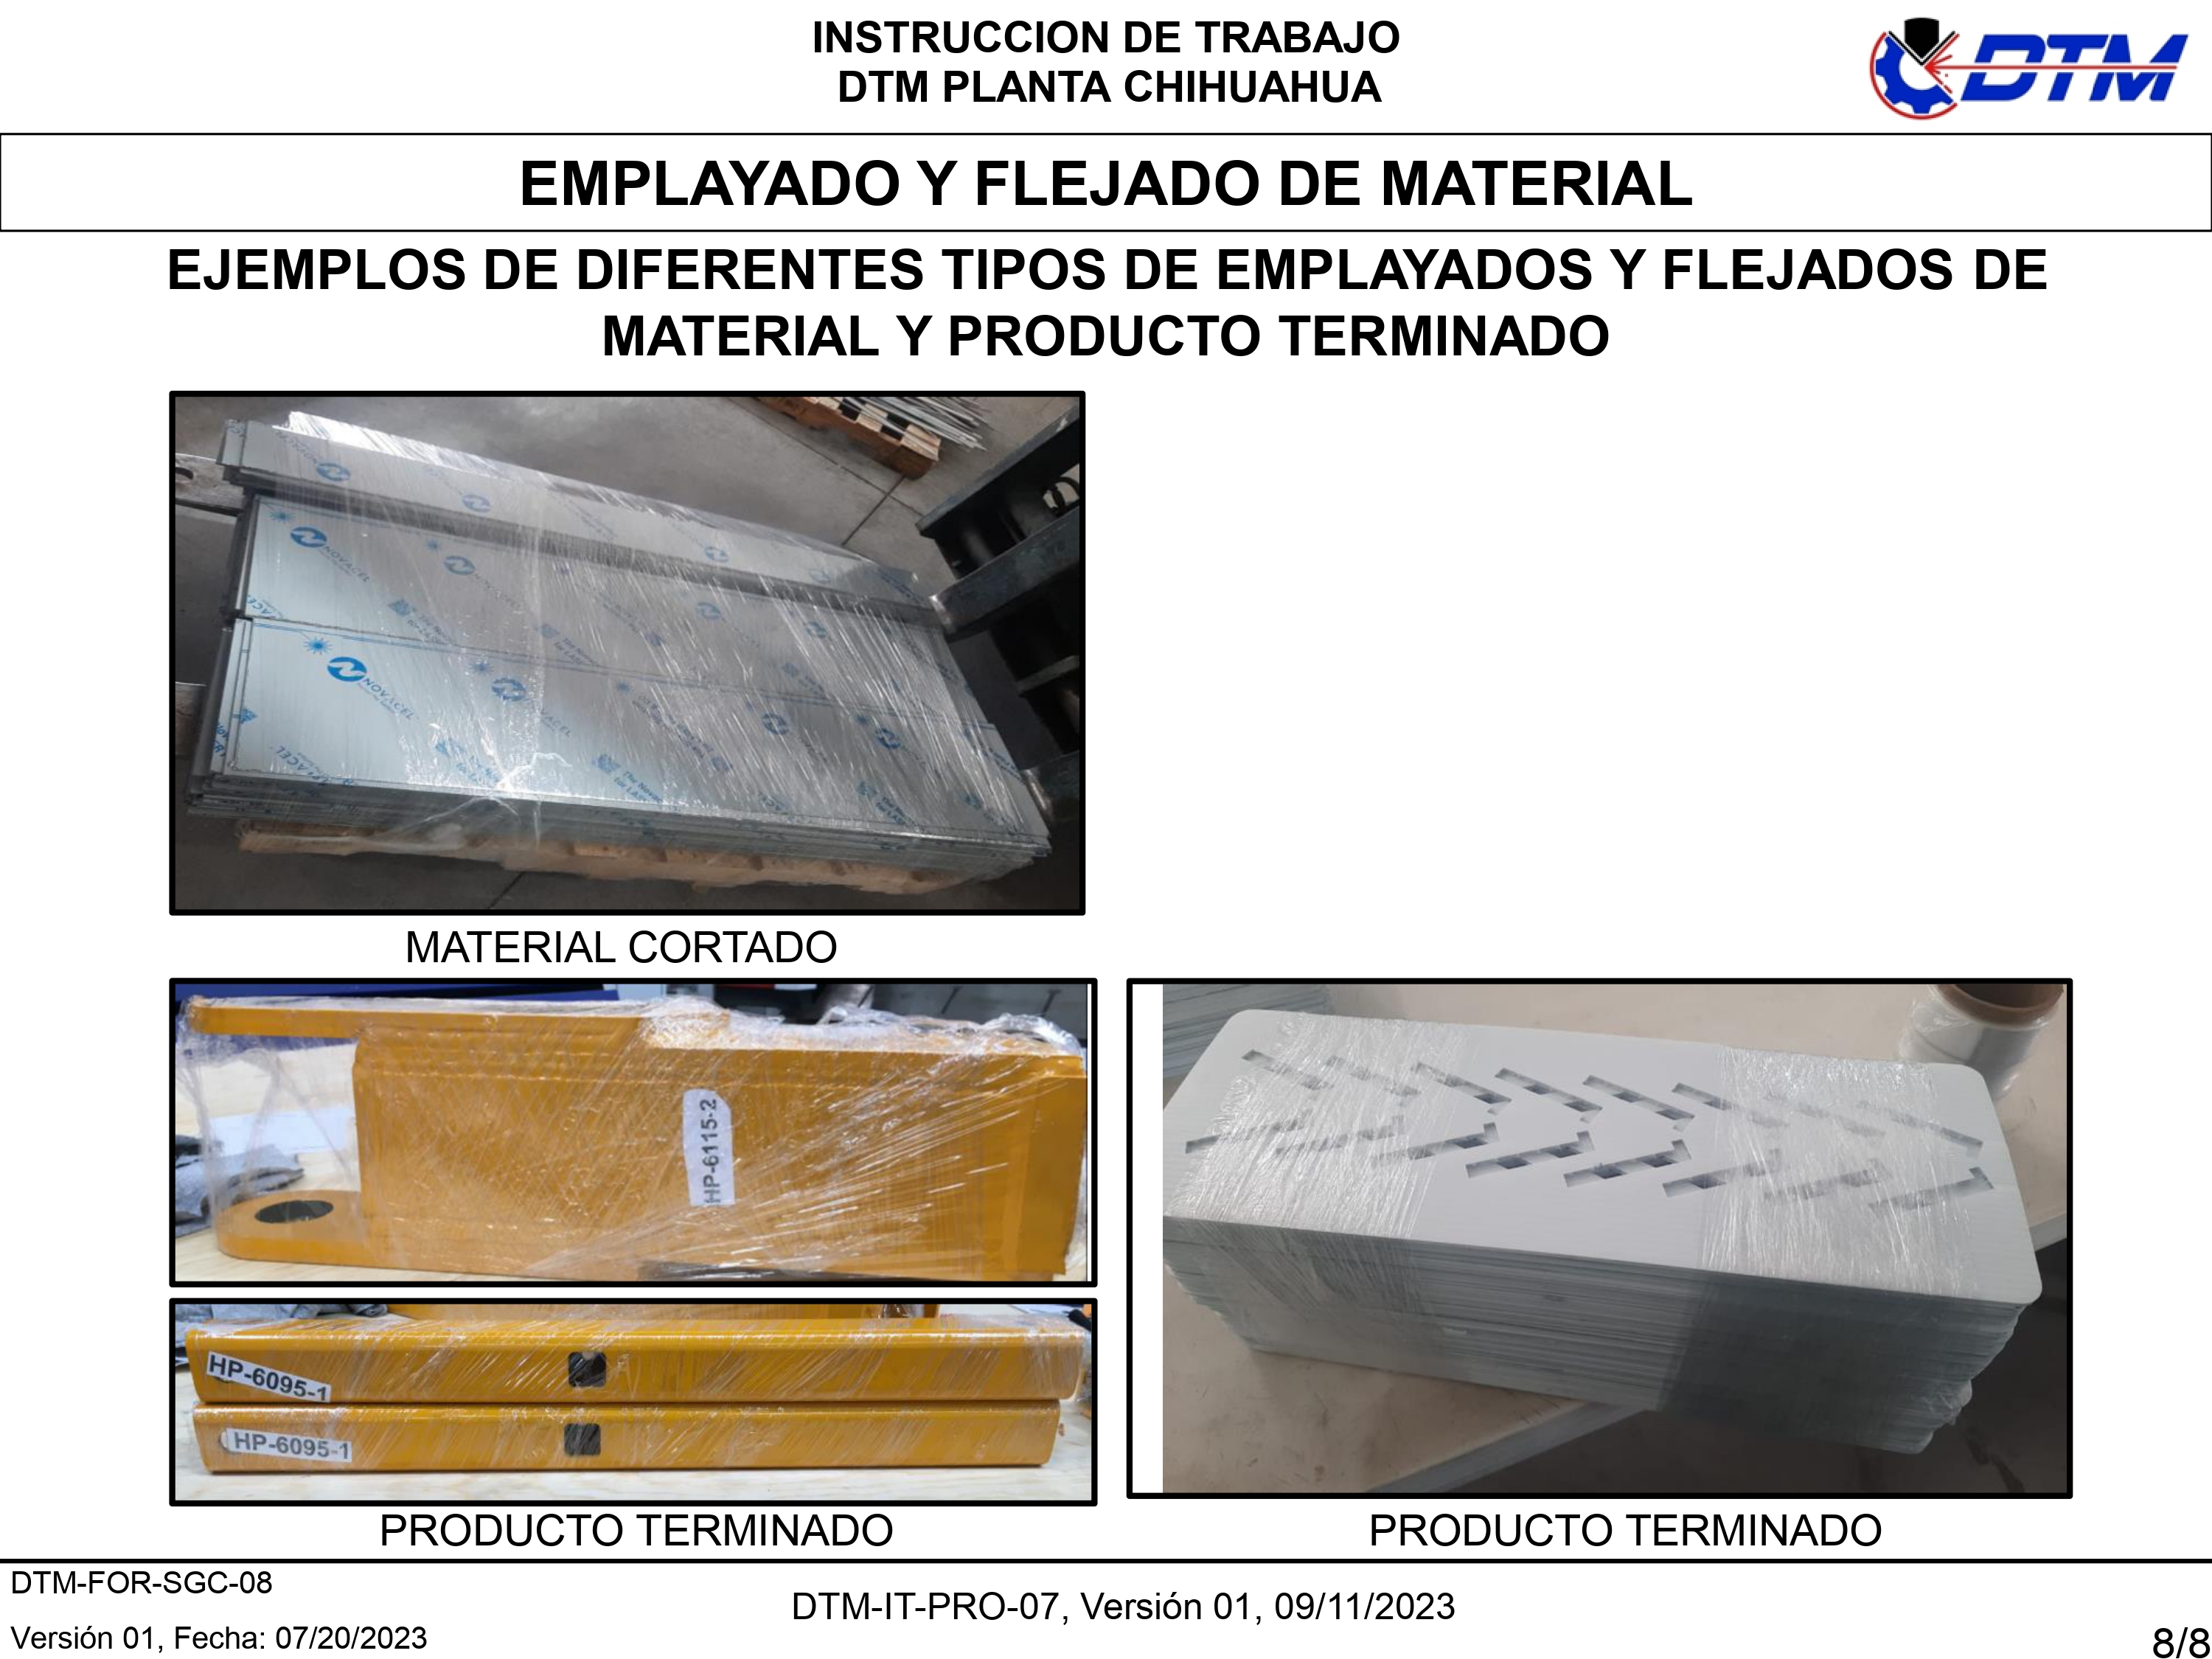 INSTRUCCION DE TRABAJO
DTM PLANTA CHIHUAHUA
DTM
EMPLAYADO Y FLEJADO DE MATERIAL
EJEMPLOS DE DIFERENTES TIPOS DE EMPLAYADOS Y FLEJADOS DE
MATERIAL Y PRODUCTO TERMINADO
NOVACEL
NOVACEL
NOVACEL
MATERIAL CORTADO
HP-6115-2
HP-6095-1
HP-6095-1
PRODUCTO TERMINADO
PRODUCTO TERMINADO
DTM-FOR-SGC-08
DTM-IT-PRO-07, Versión 01, 09/11/2023
Versión 01, Fecha: 07/20/2023
8/8